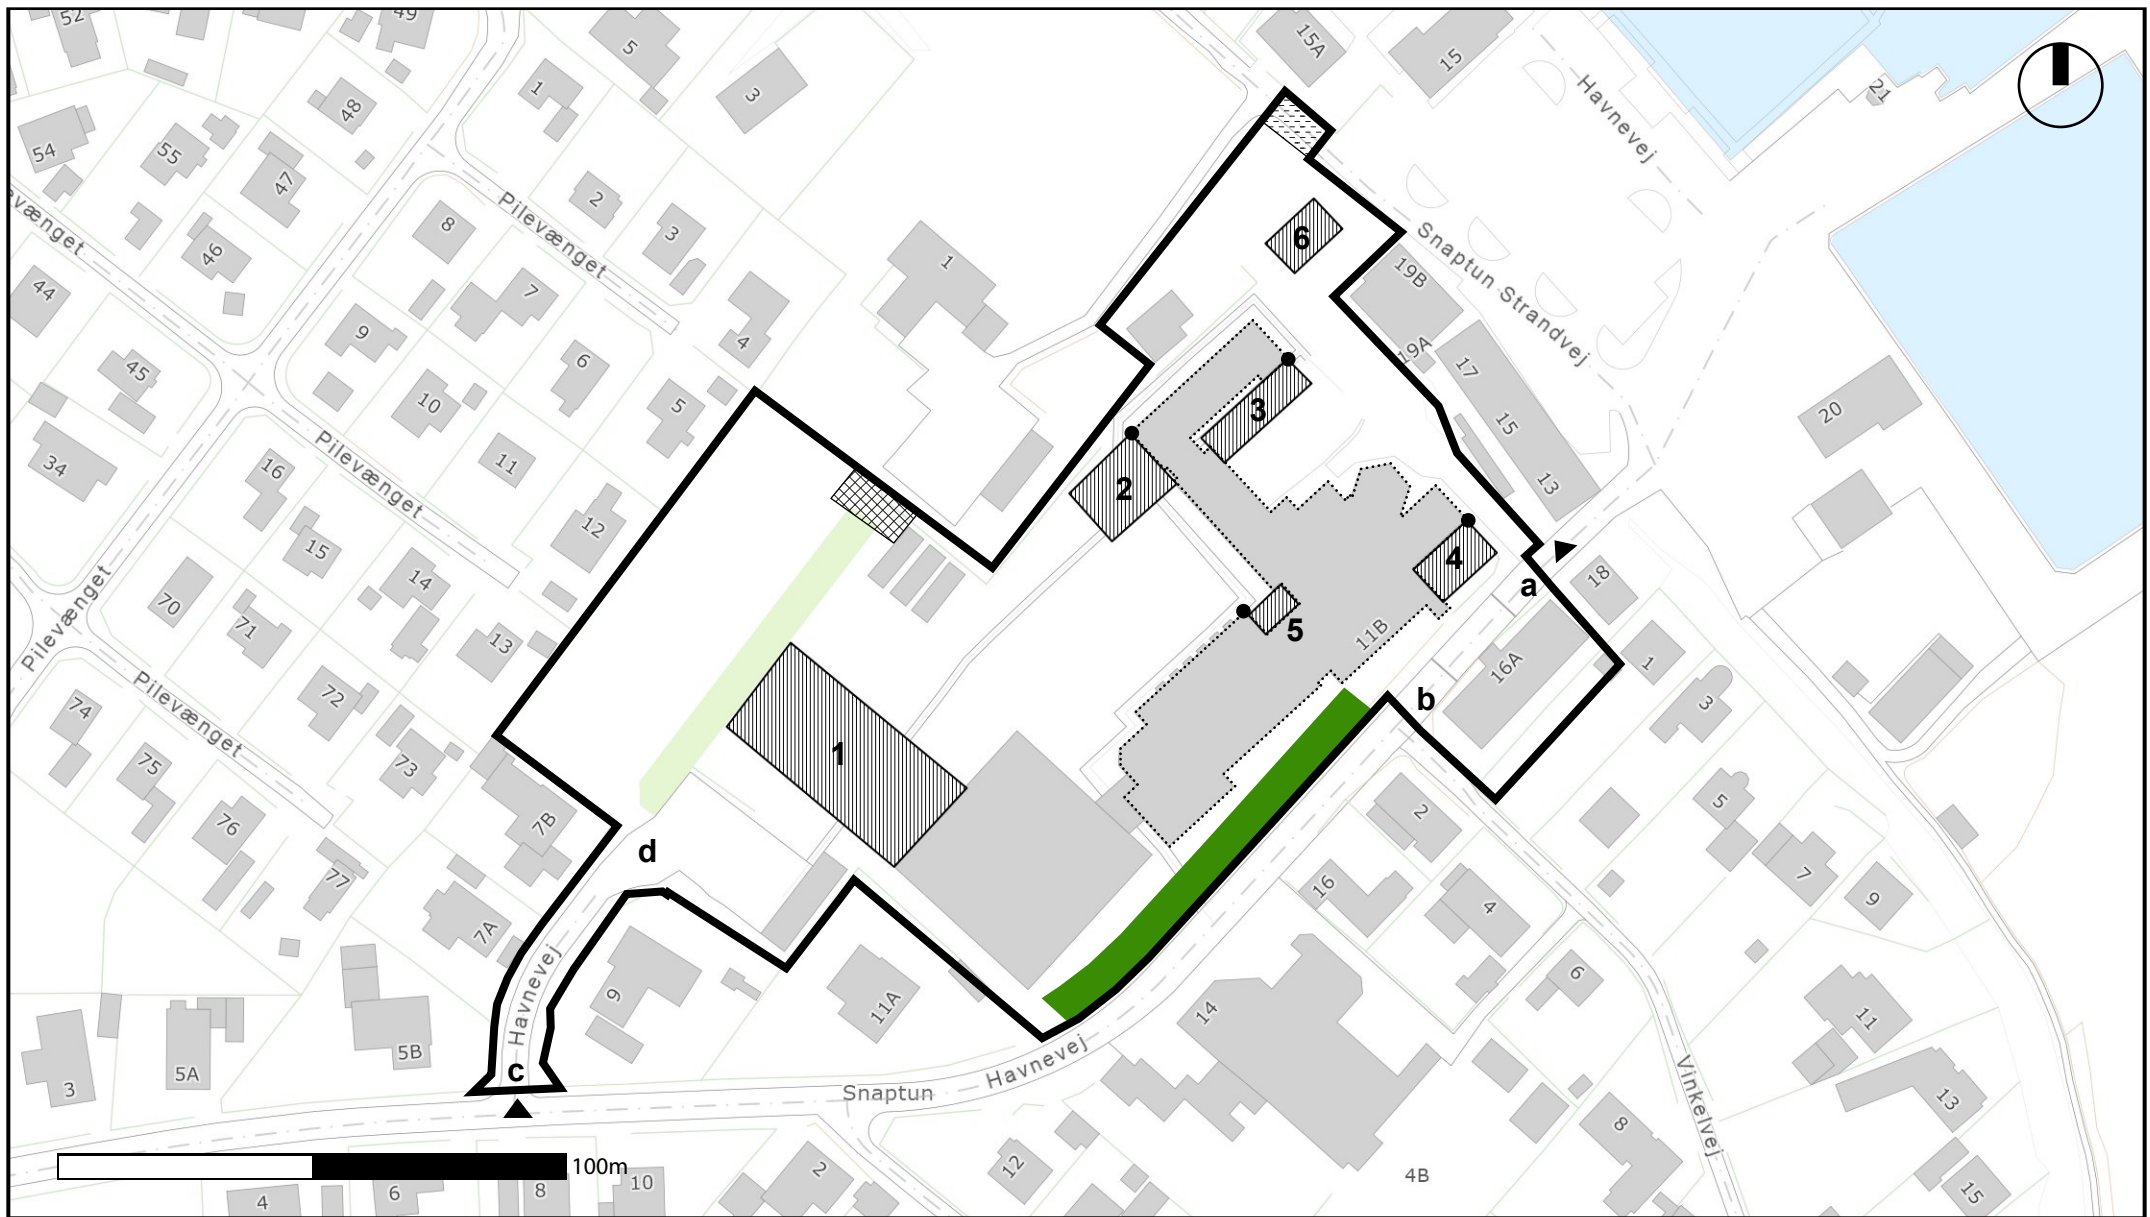 52
49
5
15A
15
Havnevej
21
1
3
48
54
55
47
Pilevænget
2
8
3
46
evænget
1
6
Snaptun Strandvej
19B
44
7
9
4
19A
17
6
45
20
10
5
3
15
34
11
16
Pilevænget
2
13
12
15
4
a
18
14
70
5
11B
71
13
16A
1
Pilevænget
72
b
3
Pilevænget
74
1
75
73
5
2
76
7B
d
7
77
16
9
4
7A
Havnevej
6
9
11A
14
11
5B
Havnevej
c
5A
3
Snaptun
13
Vinkelvej
8
100m
12
2
4B
15
4
6
8
10